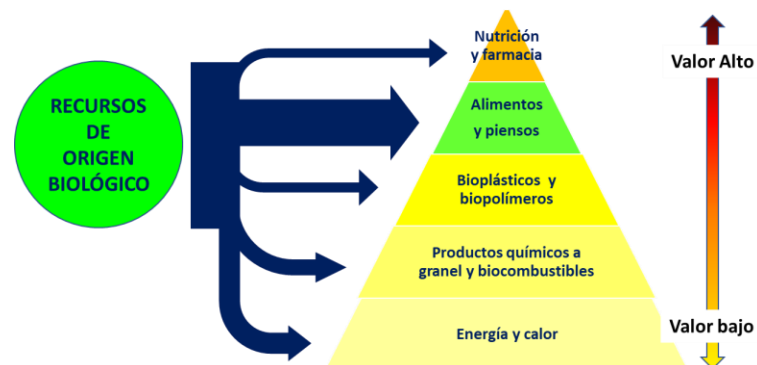 RECURSOS
DE
ORIGEN
BIOLÓGICO
Nutrición
y farmacia
Alimentos
y piensos
Bioplásticos y
biopolímeros
Productos químicos a
granel y biocombustibles
Energía y calor
Valor Alto
Valor bajo